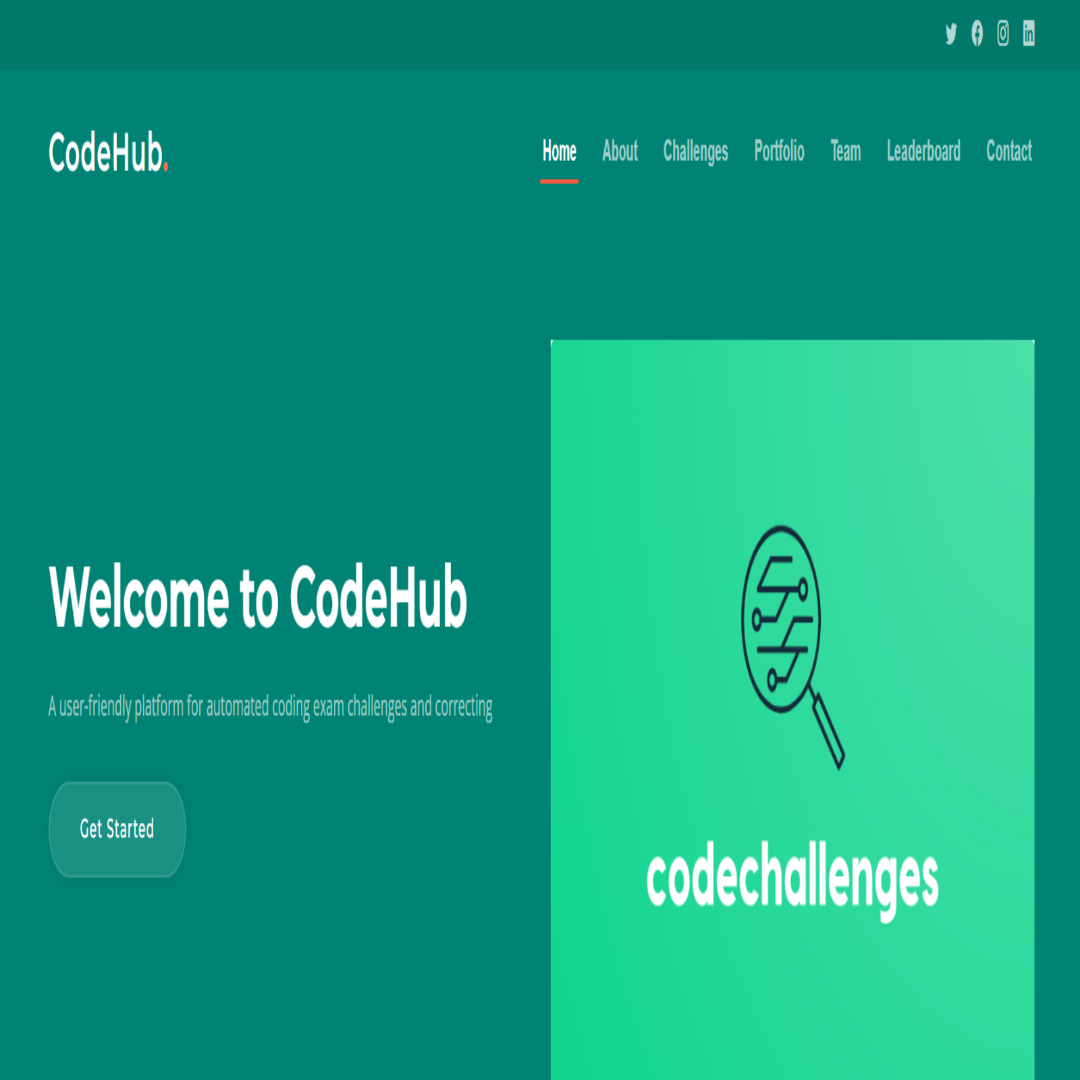 CodeHub.
Home About Challenges Portfolio Team Leaderboard Contact
Welcome to CodeHub
A user-friendly platform for automated coding exam challenges and correcting
Get Started
codechallenges